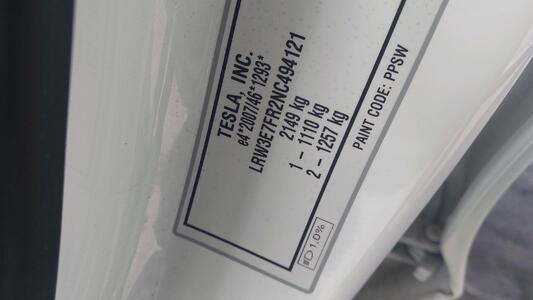 TESLA, INC.
e4*2007/46*1293*
LRW3E7FR2NC494121
2149 kg
1 - 1110 kg
2 - 1257 kg
PAINT CODE: PPSW
1.0%